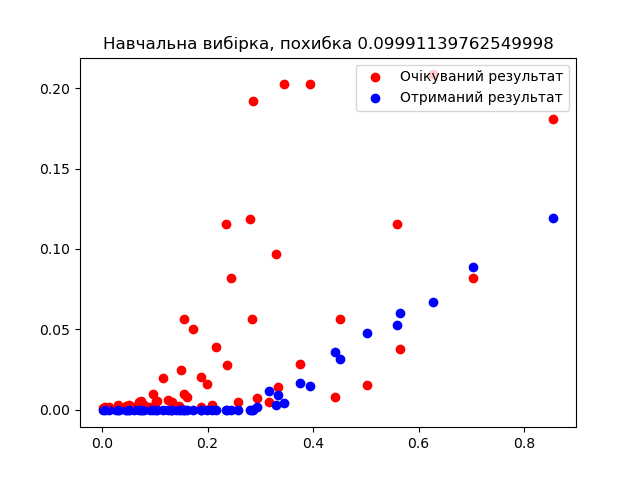 Навчальна вибірка, похибка 0.09991139762549998
Очікуваний результат
Отриманий результат
0.20
0.15
0.10
0.05
0.00
0.0 0.2 0.4 0.6 0.8